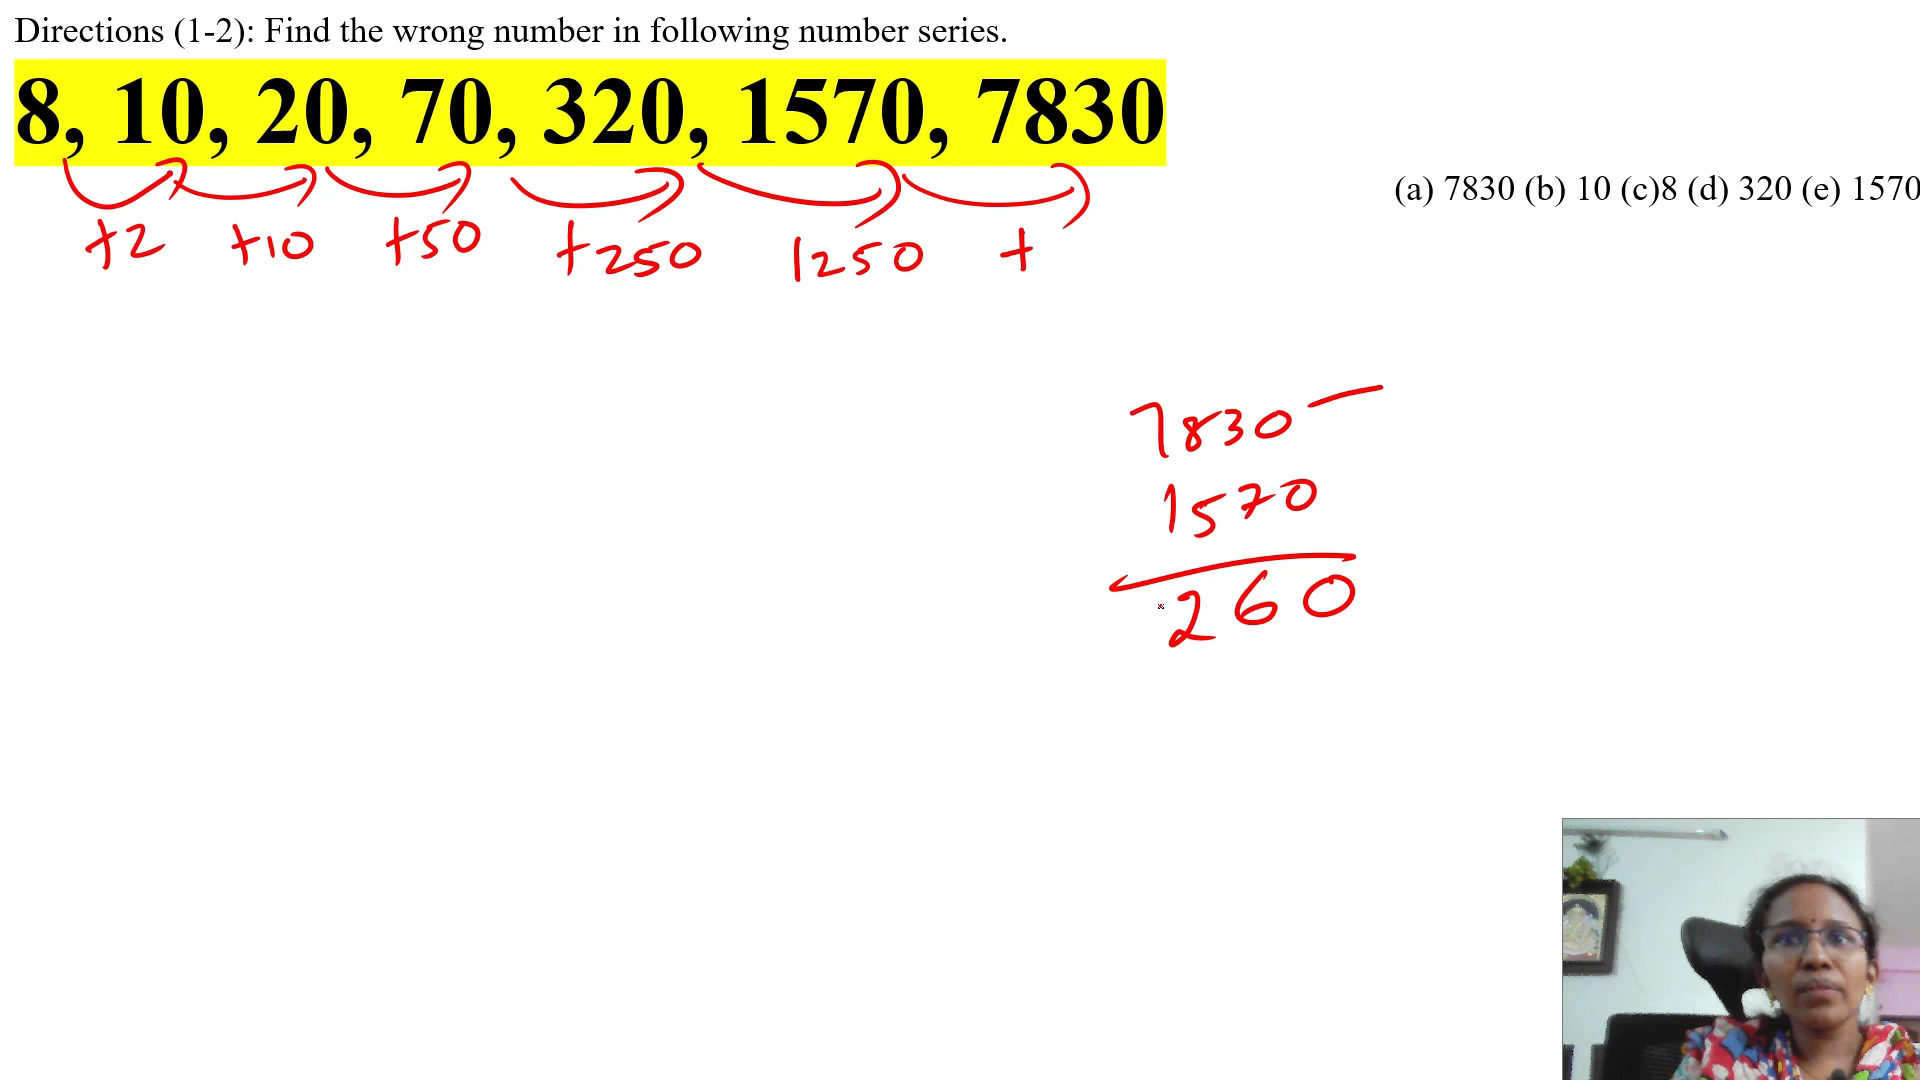 Directions (1-2): Find the wrong number in following number series.
8, 10, 20, 70, 320, 1570, 7830
(a) 7830 (b) 10 (c)8 (d) 320 (e) 1570
+2 +10 +50 +250 1250 +
7830 —
1570
260